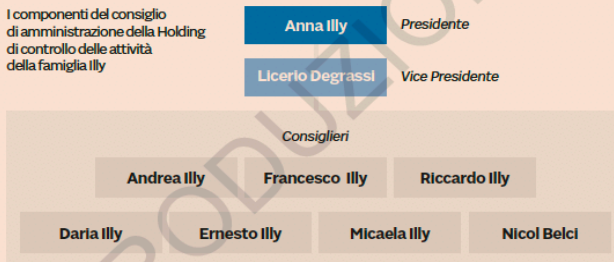 I componenti del consiglio
di amministrazione della Holding
di controllo delle attività
della famiglia Illy
Anna Illy
Presidente
Licerio Degrassi
Vice Presidente
Consiglieri
Andrea Illy
Francesco Illy
Riccardo Illy
Daria Illy
Ernesto Illy
Micaela Illy
Nicol Belci